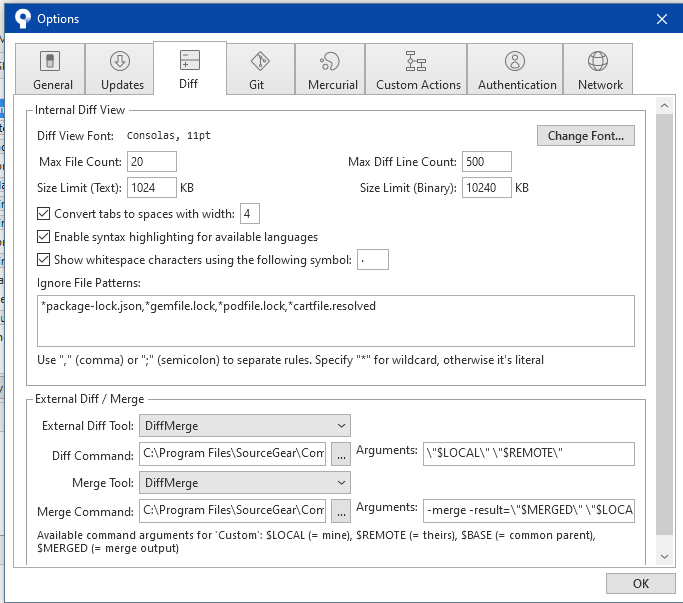 Options
General Updates Diff Git Mercurial Custom Actions Authentication Network
Internal Diff View
Diff View Font: Consolas, 11pt Change Font...
Max File Count: 20 Max Diff Line Count: 500
Size Limit (Text): 1024 KB Size Limit (Binary): 10240 KB
Convert tabs to spaces with width: 4
Enable syntax highlighting for available languages
Show whitespace characters using the following symbol: ·
Ignore File Patterns:
*package-lock.json,*gemfile.lock,*podfile.lock,*cartfile.resolved
Use "," (comma) or ";" (semicolon) to separate rules. Specify "*" for wildcard, otherwise it's literal
External Diff / Merge
External Diff Tool: DiffMerge
Diff Command: C:\Program Files\SourceGear\Com ... Arguments: \"$LOCAL\" \"$REMOTE\"
Merge Tool: DiffMerge
Merge Command: C:\Program Files\SourceGear\Com ... Arguments: -merge -result=\"$MERGED\" \"$LOCA
Available command arguments for 'Custom': $LOCAL (= mine), $REMOTE (= theirs), $BASE (= common parent),
$MERGED (= merge output)
OK